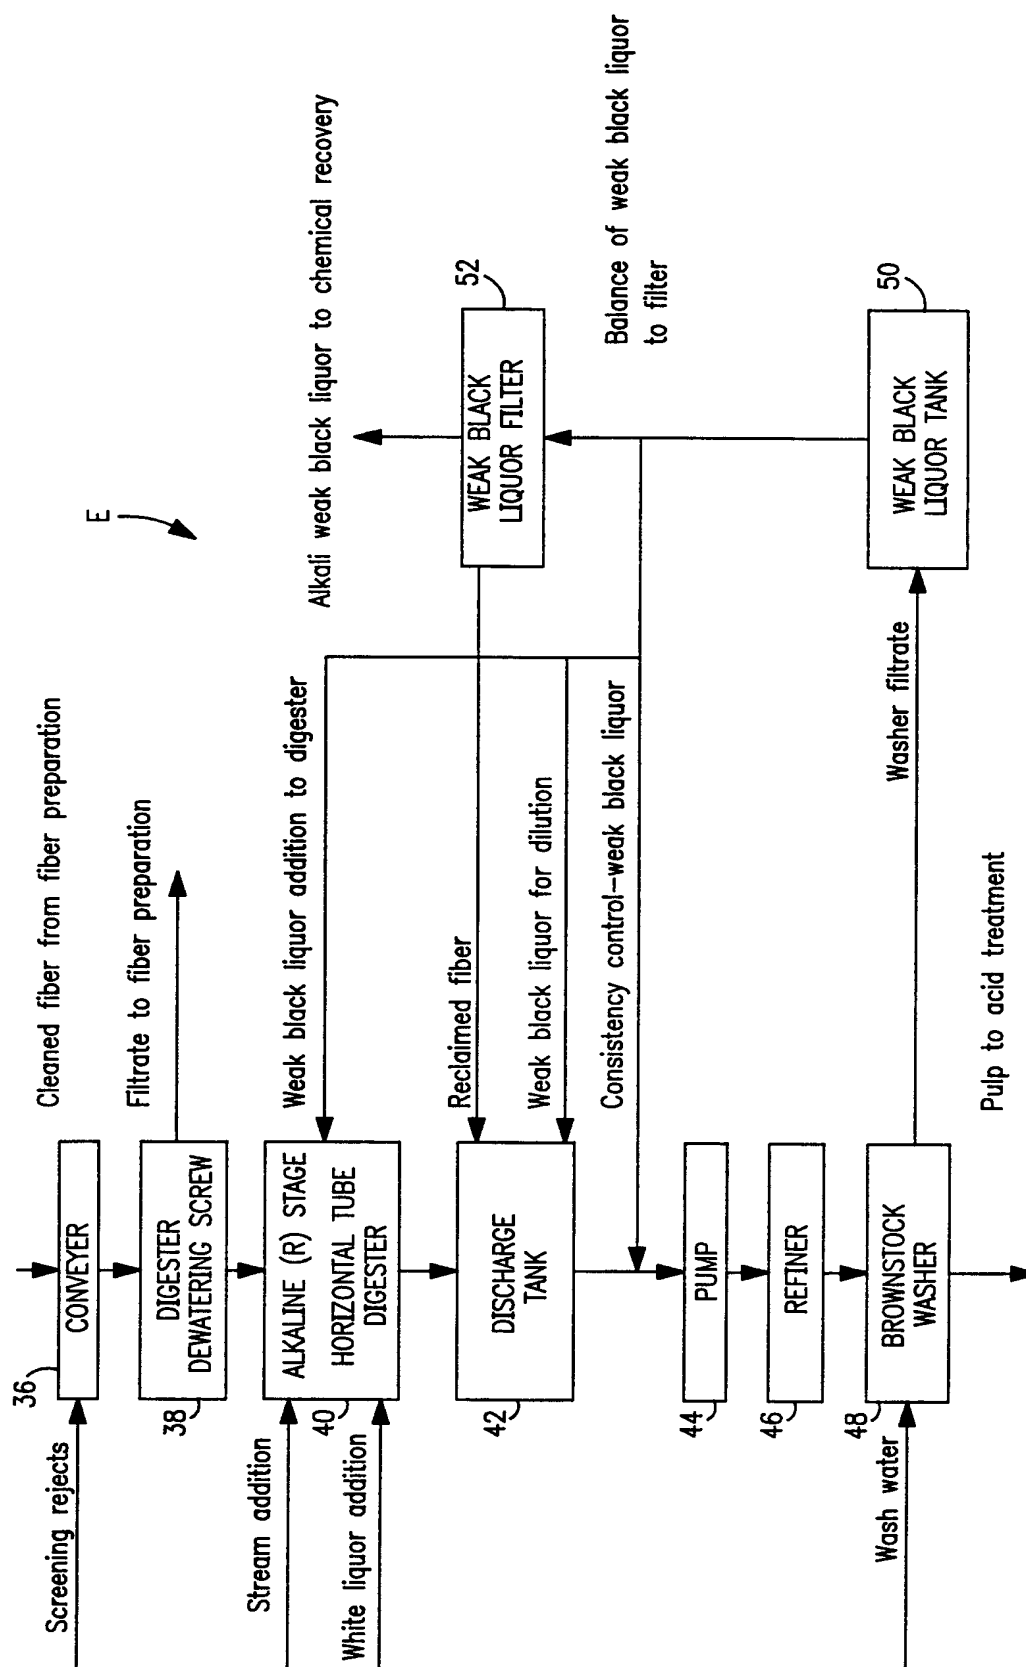 Cleaned fiber from fiber preparation
Screening rejects
36
CONVEYER
Filtrate to fiber preparation
38
DIGESTER
DEWATERING SCREW
Stream addition
White liquor addition
40
ALKALINE (R) STAGE
HORIZONTAL TUBE
DIGESTER
Weak black liquor addition to digester
42
DISCHARGE
TANK
Reclaimed fiber
Weak black liquor for dilution
Consistency control-weak black liquor
44
PUMP
46
REFINER
Wash water
48
BROWNSTOCK
WASHER
Pulp to acid treatment
Washer filtrate
E
Alkali weak black liquor to chemical recovery
52
WEAK BLACK
LIQUOR FILTER
Balance of weak black liquor
to filter
50
WEAK BLACK
LIQUOR TANK